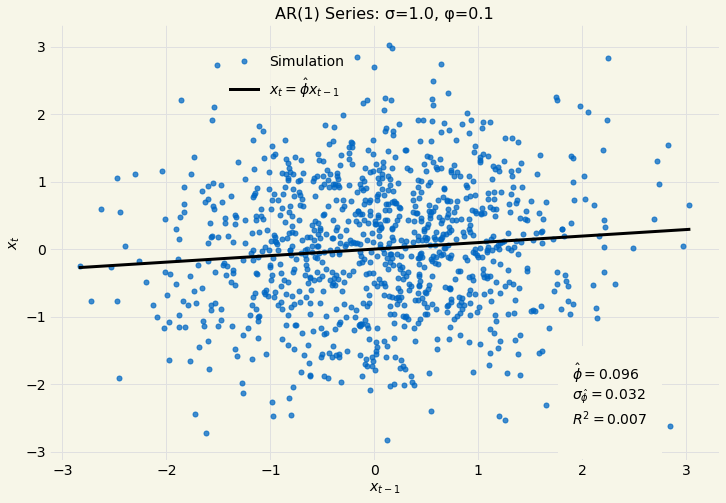 AR(1) Series: σ=1.0, φ=0.1
3
2
1
0
−1
−2
−3
x_t
Simulation
x_t = ϕ̂x_{t−1}
ϕ̂ = 0.096
σ_ϕ̂ = 0.032
R² = 0.007
−3 −2 −1 0 1 2 3
x_{t−1}